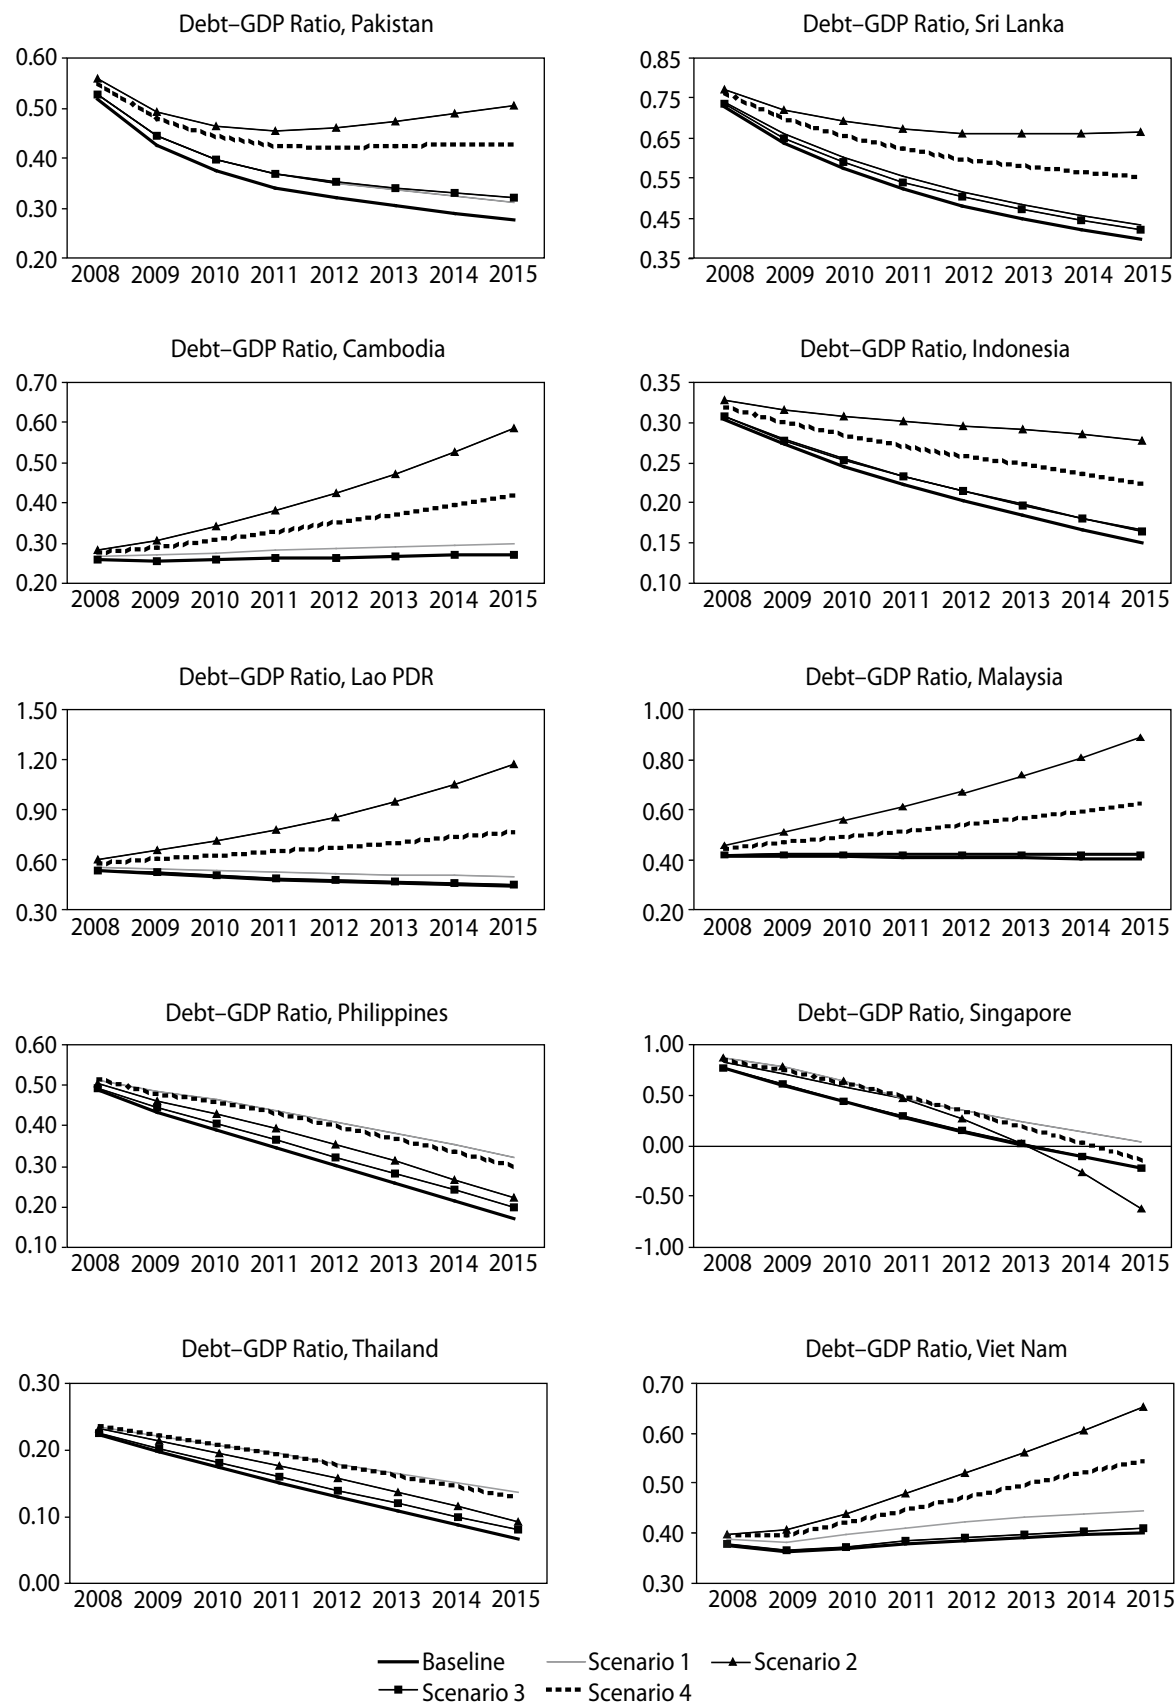 Debt–GDP Ratio, Pakistan
0.60
0.50
0.40
0.30
0.20
2008 2009 2010 2011 2012 2013 2014 2015
Debt–GDP Ratio, Sri Lanka
0.85
0.75
0.65
0.55
0.45
0.35
2008 2009 2010 2011 2012 2013 2014 2015
Debt–GDP Ratio, Cambodia
0.70
0.60
0.50
0.40
0.30
0.20
2008 2009 2010 2011 2012 2013 2014 2015
Debt–GDP Ratio, Indonesia
0.35
0.30
0.25
0.20
0.15
0.10
2008 2009 2010 2011 2012 2013 2014 2015
Debt–GDP Ratio, Lao PDR
1.50
1.20
0.90
0.60
0.30
2008 2009 2010 2011 2012 2013 2014 2015
Debt–GDP Ratio, Malaysia
1.00
0.80
0.60
0.40
0.20
2008 2009 2010 2011 2012 2013 2014 2015
Debt–GDP Ratio, Philippines
0.60
0.50
0.40
0.30
0.20
0.10
2008 2009 2010 2011 2012 2013 2014 2015
Debt–GDP Ratio, Singapore
1.00
0.50
0.00
-0.50
-1.00
2008 2009 2010 2011 2012 2013 2014 2015
Debt–GDP Ratio, Thailand
0.30
0.20
0.10
0.00
2008 2009 2010 2011 2012 2013 2014 2015
Debt–GDP Ratio, Viet Nam
0.70
0.60
0.50
0.40
0.30
2008 2009 2010 2011 2012 2013 2014 2015
Baseline Scenario 1 Scenario 2
Scenario 3 Scenario 4